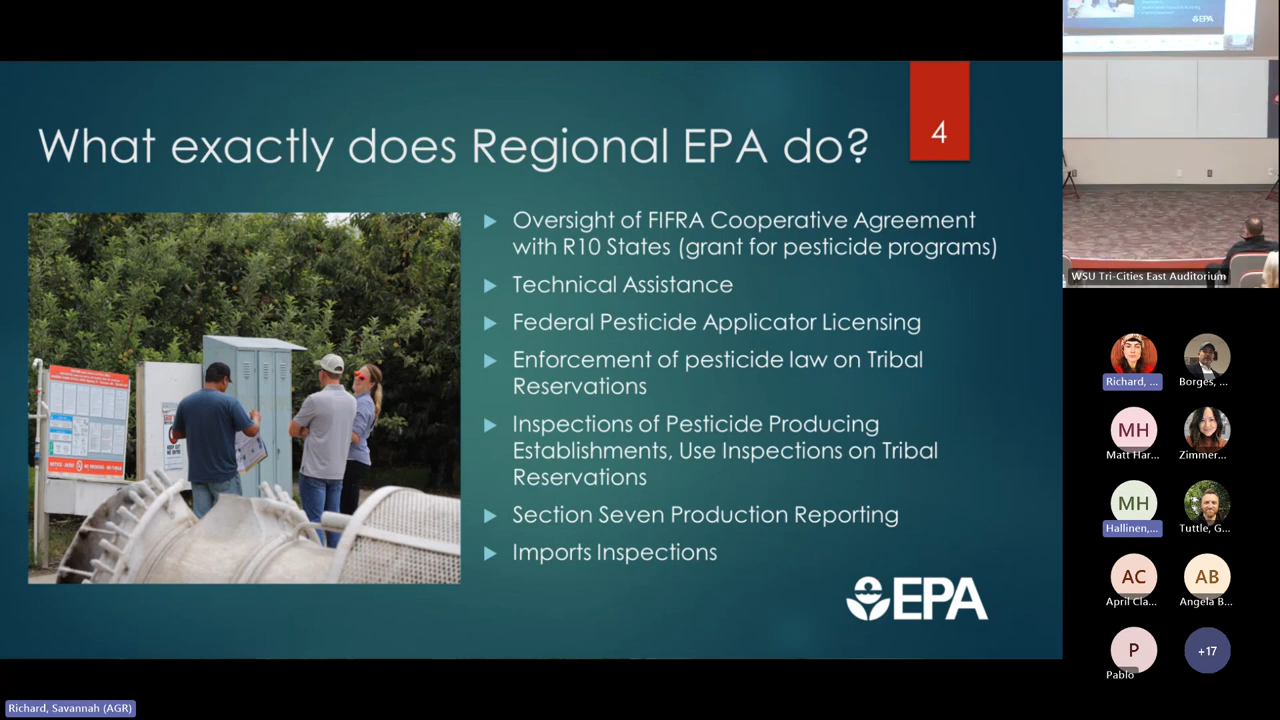 What exactly does Regional EPA do?
4
▶ Oversight of FIFRA Cooperative Agreement
with R10 States (grant for pesticide programs)
▶ Technical Assistance
▶ Federal Pesticide Applicator Licensing
▶ Enforcement of pesticide law on Tribal
Reservations
▶ Inspections of Pesticide Producing
Establishments, Use Inspections on Tribal
Reservations
▶ Section Seven Production Reporting
▶ Imports Inspections
EPA
EPA
WSU Tri-Cities East Auditorium
Richard, ...
Borges, ...
MH
Matt Har...
Zimmer...
MH
Hallinen,...
Tuttle, G...
AC
April Cla...
AB
Angela B...
P
Pablo
+17
Richard, Savannah (AGR)